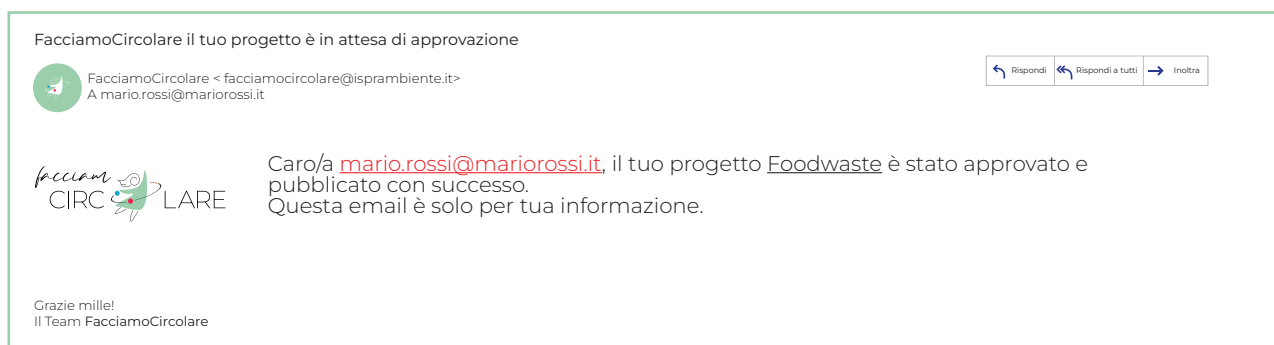 FacciamoCircolare il tuo progetto è in attesa di approvazione
FacciamoCircolare < facciamocircolare@isprambiente.it>
A mario.rossi@mariorossi.it
Rispondi
Rispondi a tutti
Inoltra
facciam
CIRC LARE
Caro/a mario.rossi@mariorossi.it, il tuo progetto Foodwaste è stato approvato e
pubblicato con successo.
Questa email è solo per tua informazione.
Grazie mille!
Il Team FacciamoCircolare